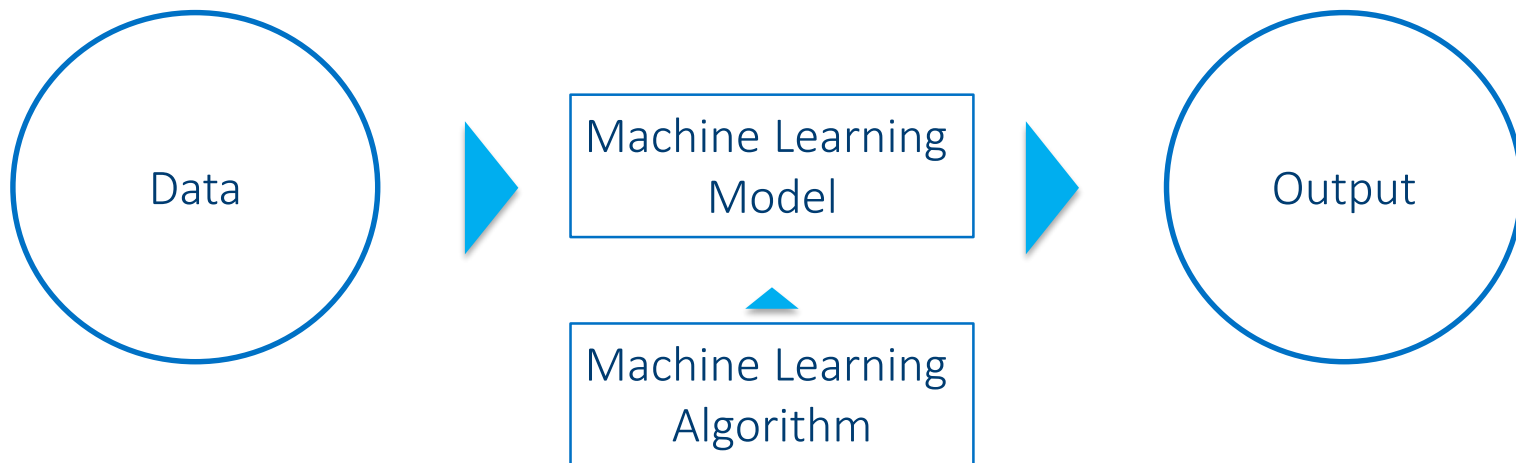 Data
Machine Learning
Model
Output
Machine Learning
Algorithm